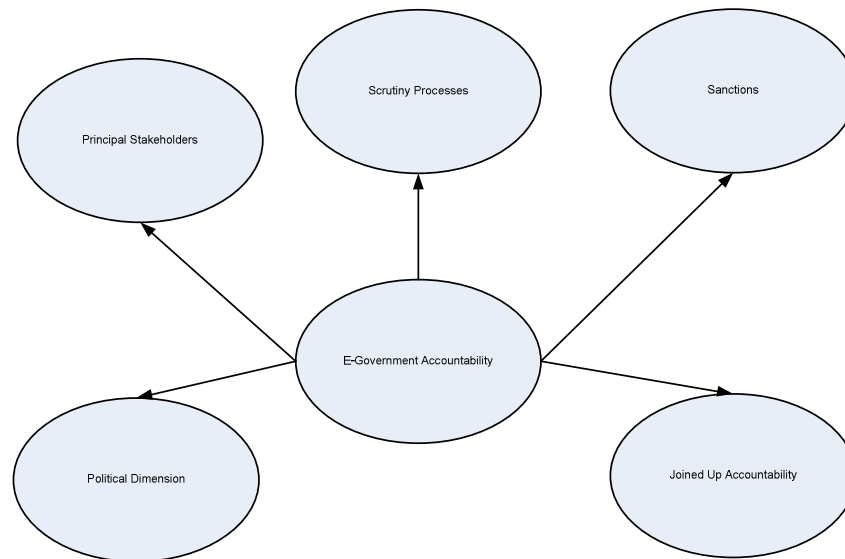 Scrutiny Processes
Sanctions
Principal Stakeholders
E-Government Accountability
Political Dimension
Joined Up Accountability